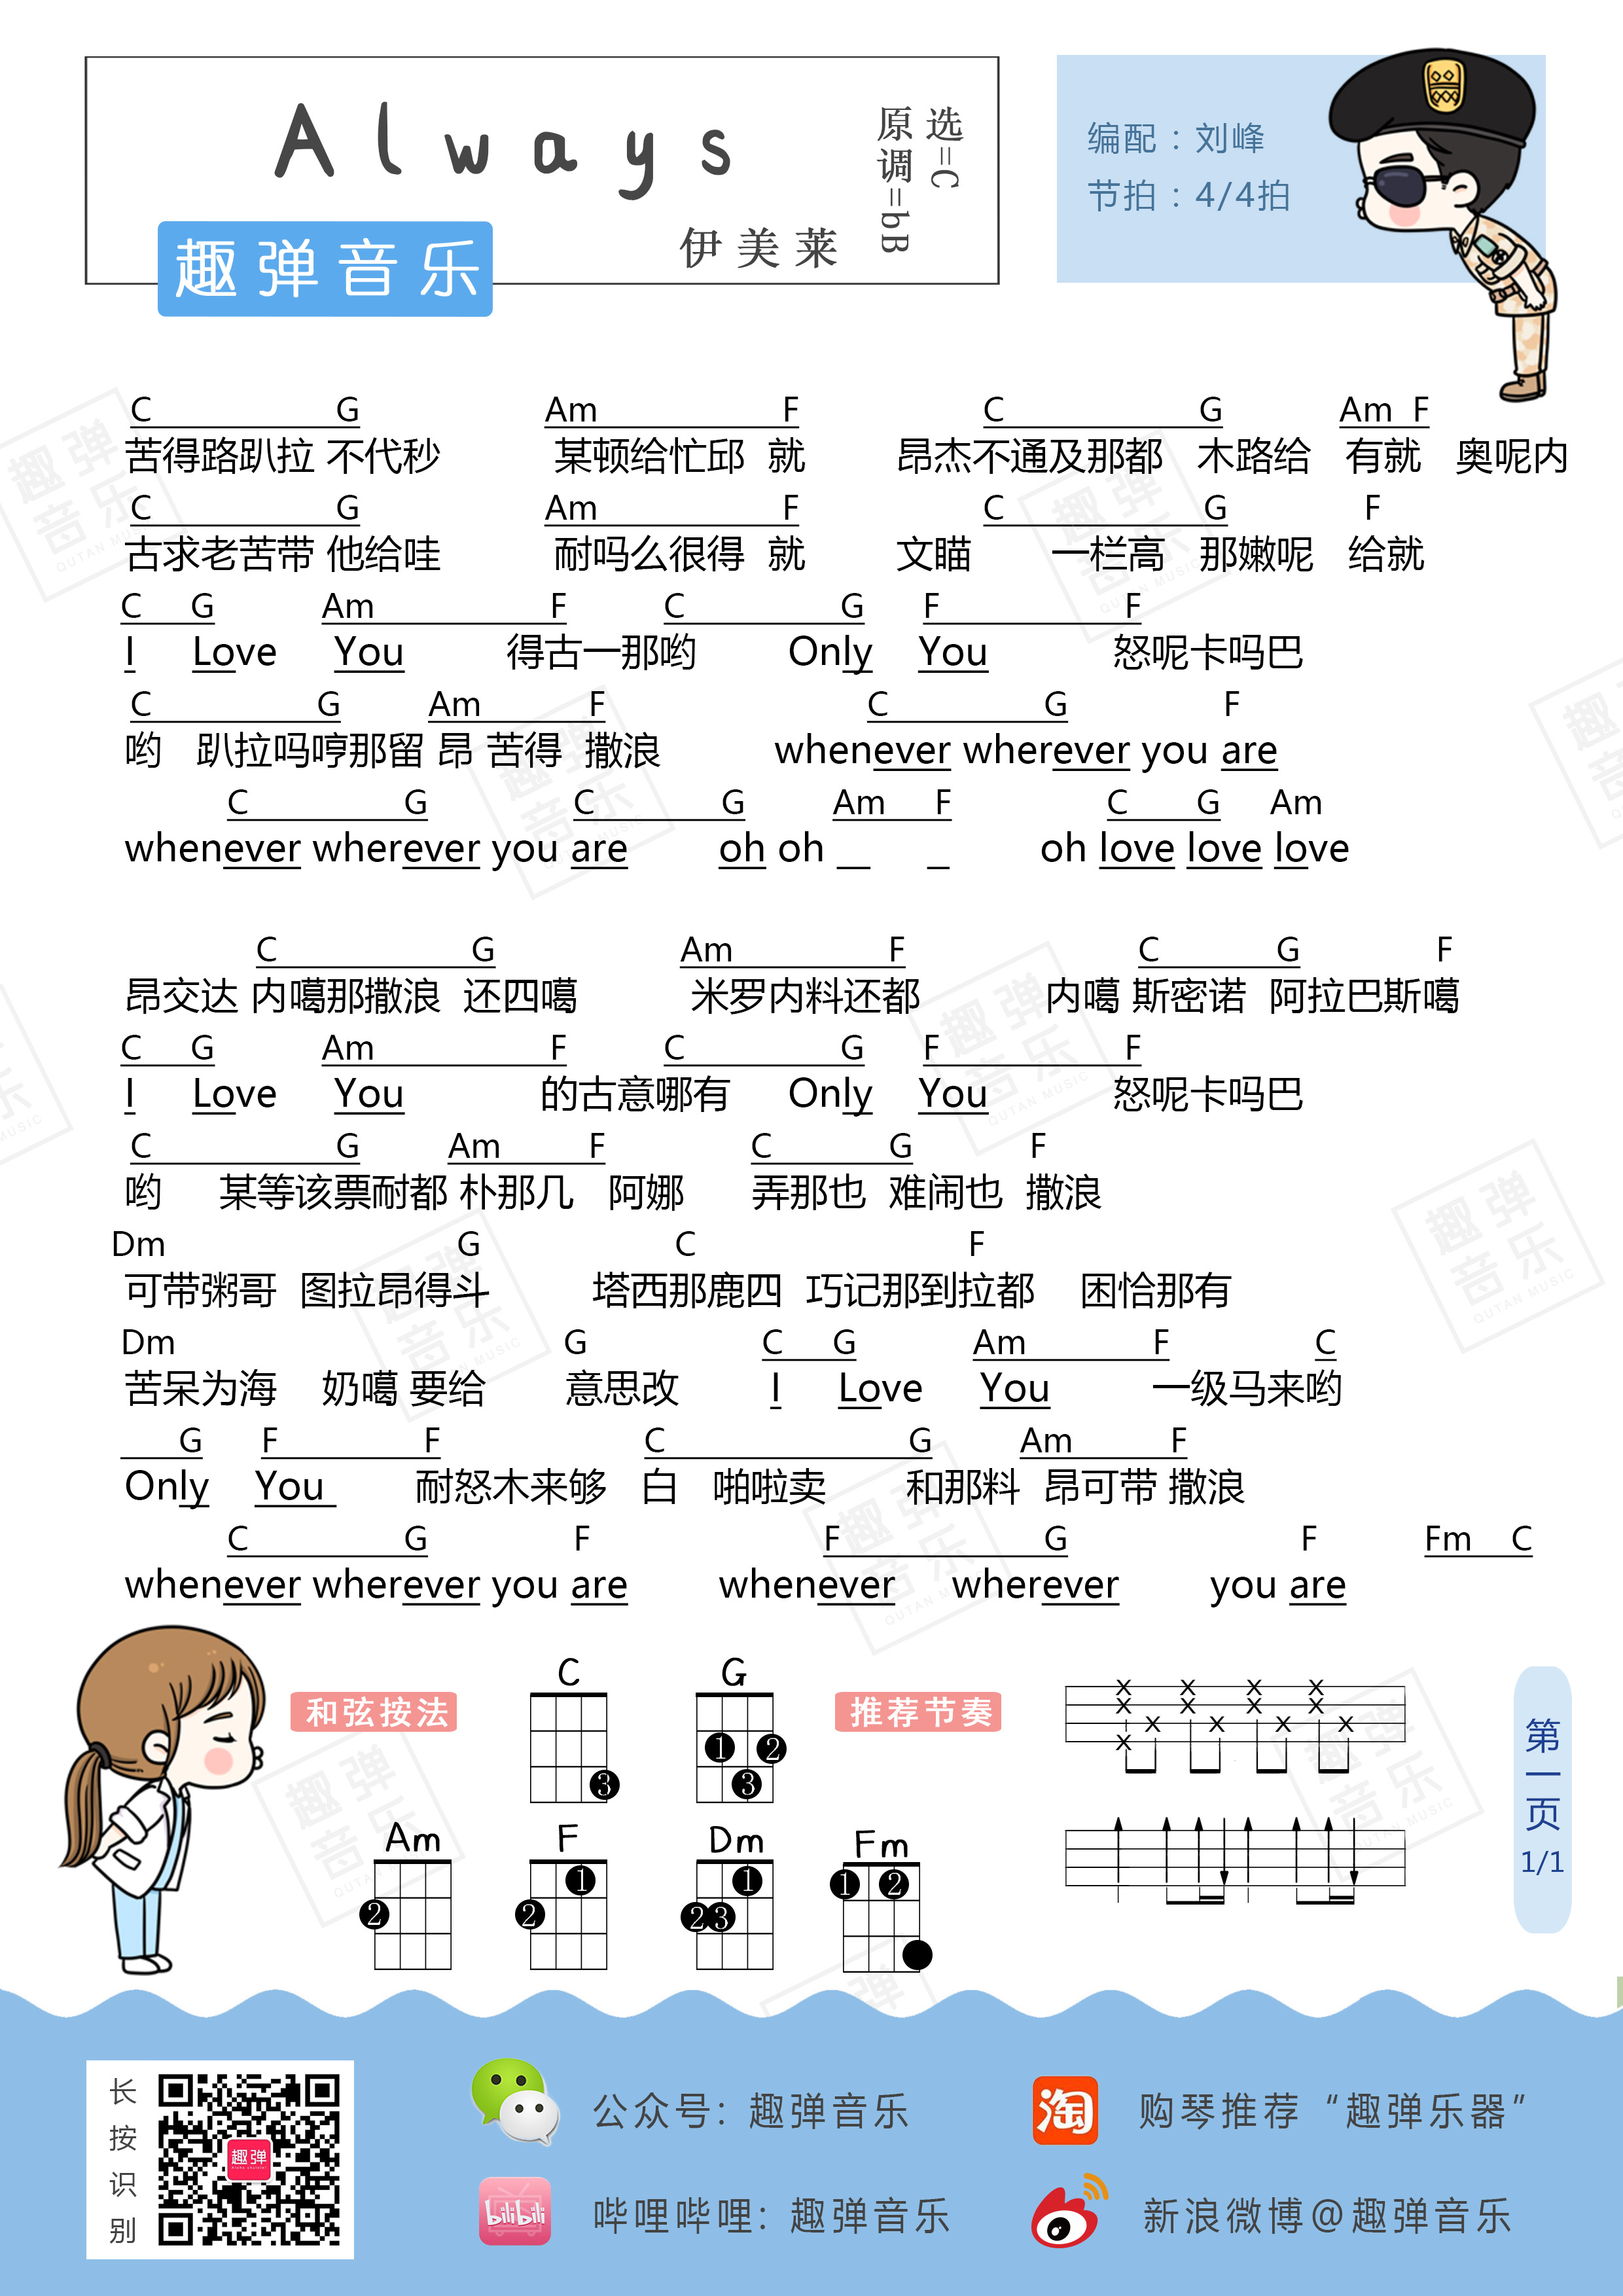 Always
选=C
原调=bB
伊美莱
趣弹音乐
编配：刘峰
节拍：4/4拍
C G Am F C G Am F
苦得路趴拉 不代秒 某顿给忙邱 就 昂杰不通及那都 木路给 有就 奥呢内
C G Am F C G F
古求老苦带 他给哇 耐吗么很得 就 文瞄 一栏高 那嫩呢 给就
C G Am F C G F F
I Love You 得古一那哟 Only You 怒呢卡吗巴
C G Am F C G F
哟 趴拉吗哼那留 昂 苦得 撒浪 whenever wherever you are
C G C G Am F C G Am
whenever wherever you are oh oh __ _ oh love love love
C G Am F C G F
昂交达 内噶那撒浪 还四噶 米罗内料还都 内噶 斯密诺 阿拉巴斯噶
C G Am F C G F F
I Love You 的古意哪有 Only You 怒呢卡吗巴
C G Am F C G F
哟 某等该票耐都 朴那几 阿娜 弄那也 难闹也 撒浪
Dm G C F
可带粥哥 图拉昂得斗 塔西那鹿四 巧记那到拉都 困恰那有
Dm G C G Am F C
苦呆为海 奶噶 要给 意思改 I Love You 一级马来哟
G F F C G Am F
Only You 耐怒木来够 白 啪啦卖 和那料 昂可带 撒浪
C G F F G F Fm C
whenever wherever you are whenever wherever you are
和弦按法
C
3
G
1 2
3
推荐节奏
Am
2
F
1
2
Dm
1
2 3
Fm
1 2
第一页
1/1
长按识别
趣弹
公众号：趣弹音乐
淘
购琴推荐“趣弹乐器”
bilibili
哔哩哔哩：趣弹音乐
新浪微博@趣弹音乐